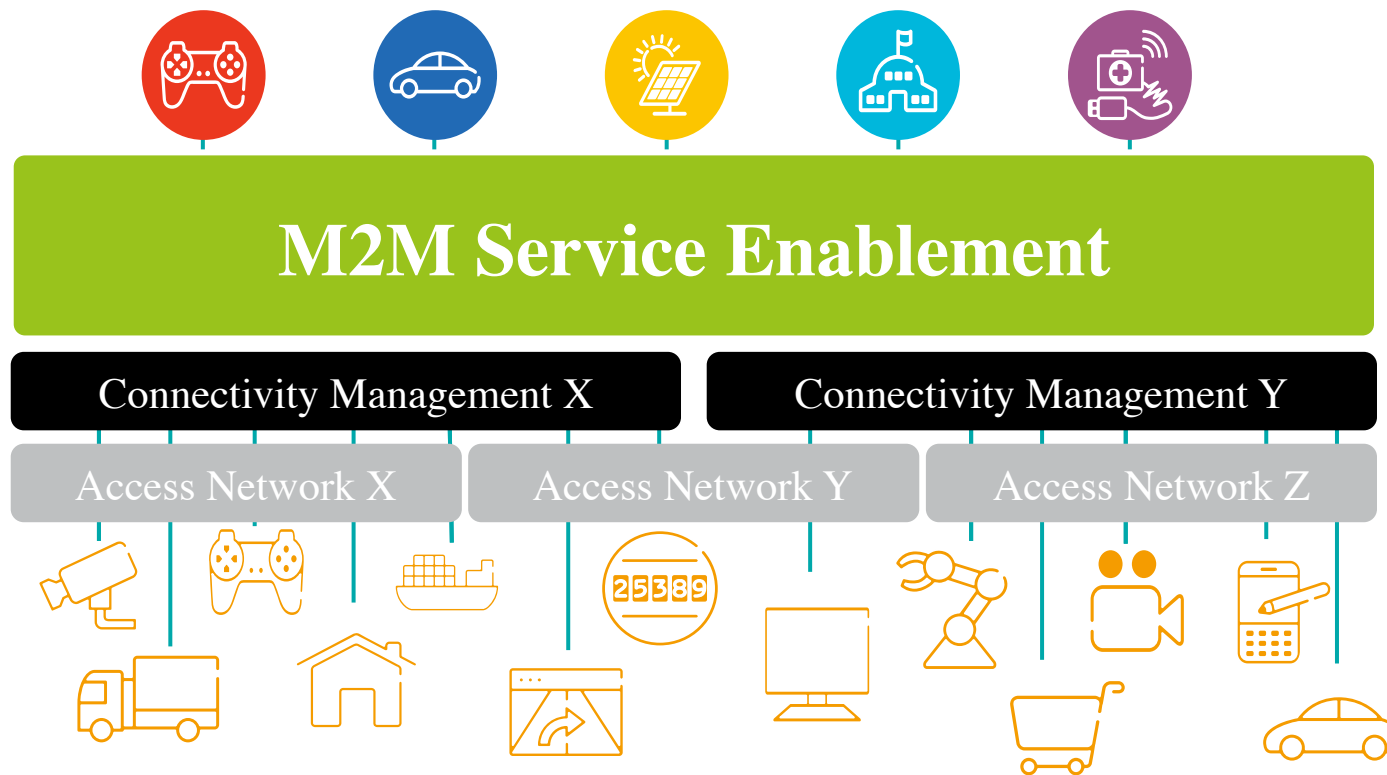 M2M Service Enablement
Connectivity Management X
Connectivity Management Y
Access Network X
Access Network Y
Access Network Z
25389